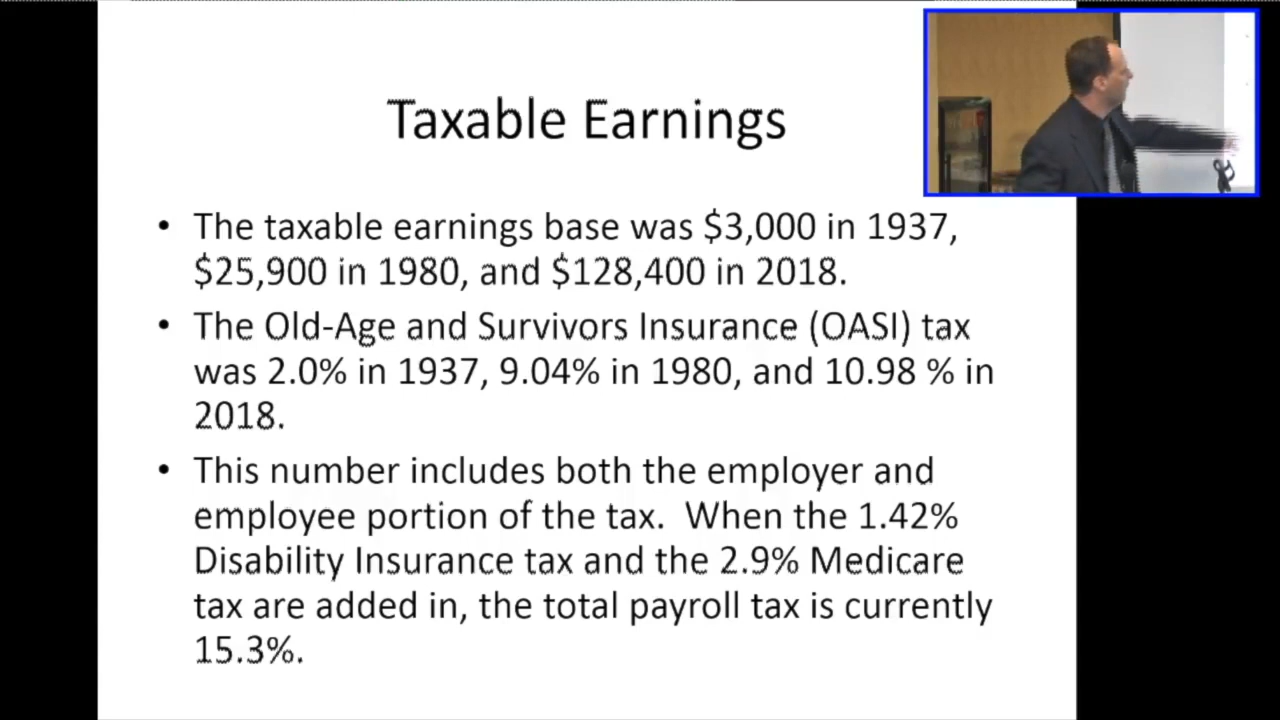 Taxable Earnings
• The taxable earnings base was $3,000 in 1937,
$25,900 in 1980, and $128,400 in 2018.
• The Old-Age and Survivors Insurance (OASI) tax
was 2.0% in 1937, 9.04% in 1980, and 10.98 % in
2018.
• This number includes both the employer and
employee portion of the tax.  When the 1.42%
Disability Insurance tax and the 2.9% Medicare
tax are added in, the total payroll tax is currently
15.3%.